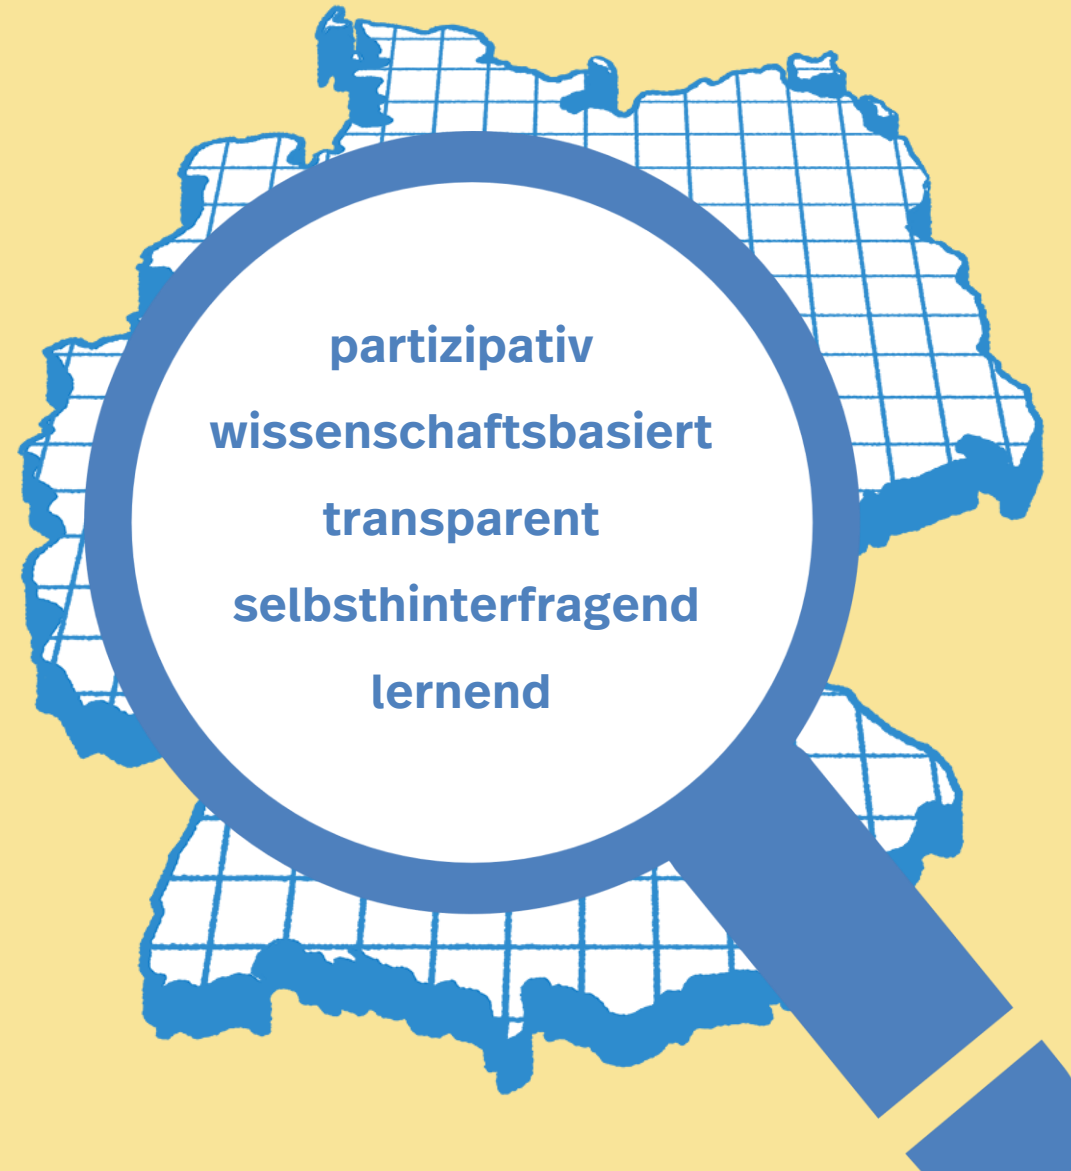 partizipativ
wissenschaftsbasiert
transparent
selbsthinterfragend
lernend